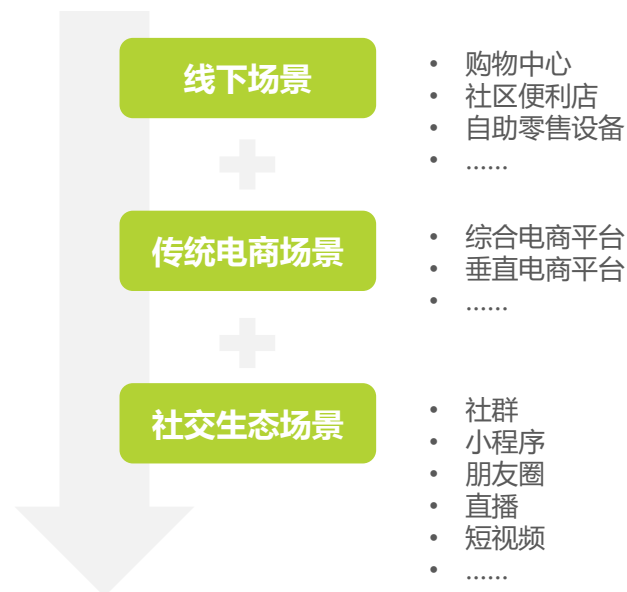 线下场景
• 购物中心
• 社区便利店
• 自助零售设备
• ......
传统电商场景
• 综合电商平台
• 垂直电商平台
• ......
社交生态场景
• 社群
• 小程序
• 朋友圈
• 直播
• 短视频
• ......